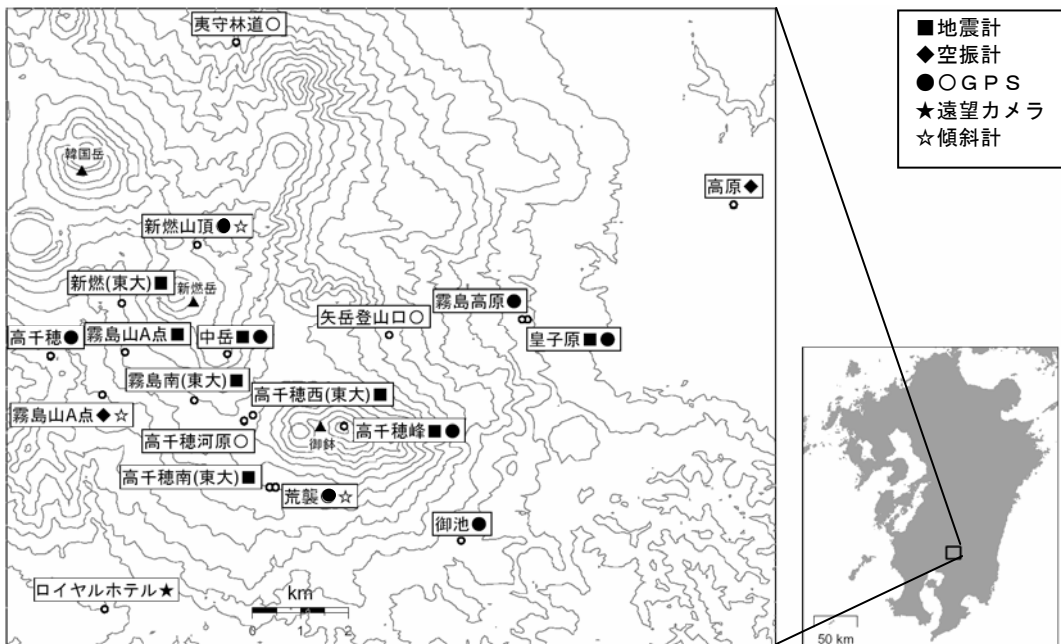 夷守林道○
■地震計
◆空振計
●○ＧＰＳ
★遠望カメラ
☆傾斜計
韓国岳
高原◆
新燃山頂●☆
新燃(東大)■
新燃岳
霧島高原●
矢岳登山口○
高千穂●
霧島山A点■
中岳■●
皇子原■●
霧島南(東大)■
高千穂西(東大)■
霧島山A点◆☆
高千穂河原○
御鉢
高千穂峰■●
高千穂南(東大)■
荒襲●☆
御池●
ロイヤルホテル★
km
0 1 2
50 km